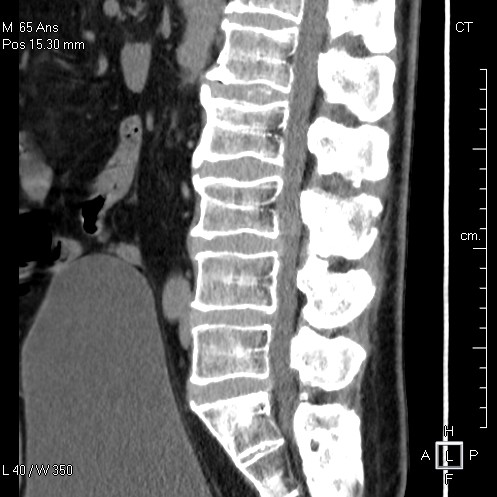 M 65 Ans
Pos 15.30 mm
CT
cm.
H
A L P
F
L 40 / W 350